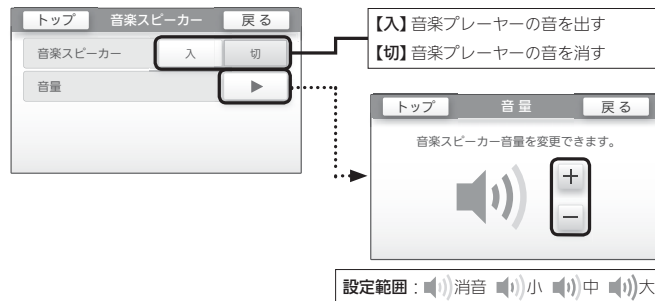 トップ 音楽スピーカー 戻る
音楽スピーカー 入 切
音量 ▶
【入】音楽プレーヤーの音を出す
【切】音楽プレーヤーの音を消す
トップ 音量 戻る
音楽スピーカー音量を変更できます。
＋
－
設定範囲：消音 小 中 大